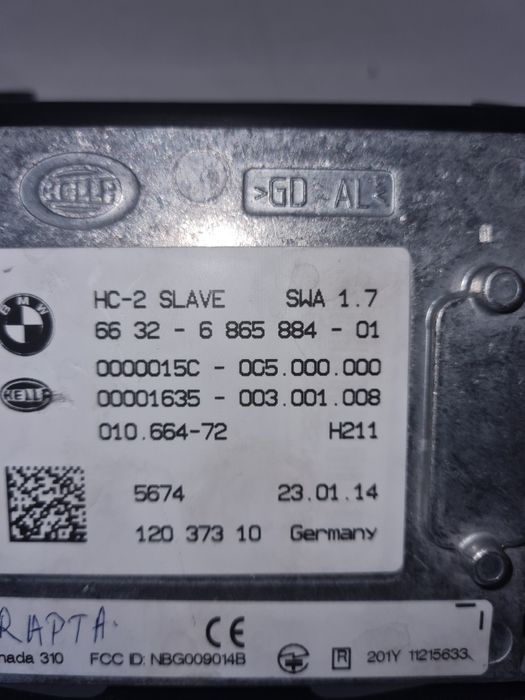 HELLA
>GD-AL<
BMW
HC-2 SLAVE SWA 1.7
66 32 - 6 865 884 - 01
0000015C - 005.000.000
HELLA
00001635 - 003.001.008
010.664-72 H211
5674 23.01.14
120 373 10 Germany
RAPTA.
CE
nada 310 FCC ID: NBG009014B R 201Y 11215633